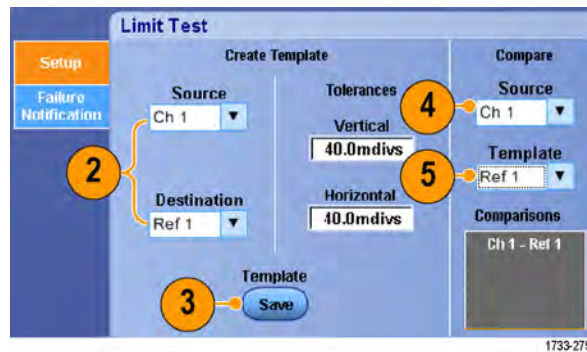 Limit Test
Setup
Failure
Notification
Create Template
Source
Ch 1
2
Destination
Ref 1
Tolerances
Vertical
40.0mdivs
Horizontal
40.0mdivs
Template
3
Save
Compare
Source
4
Ch 1
Template
5
Ref 1
Comparisons
Ch 1 - Ref 1